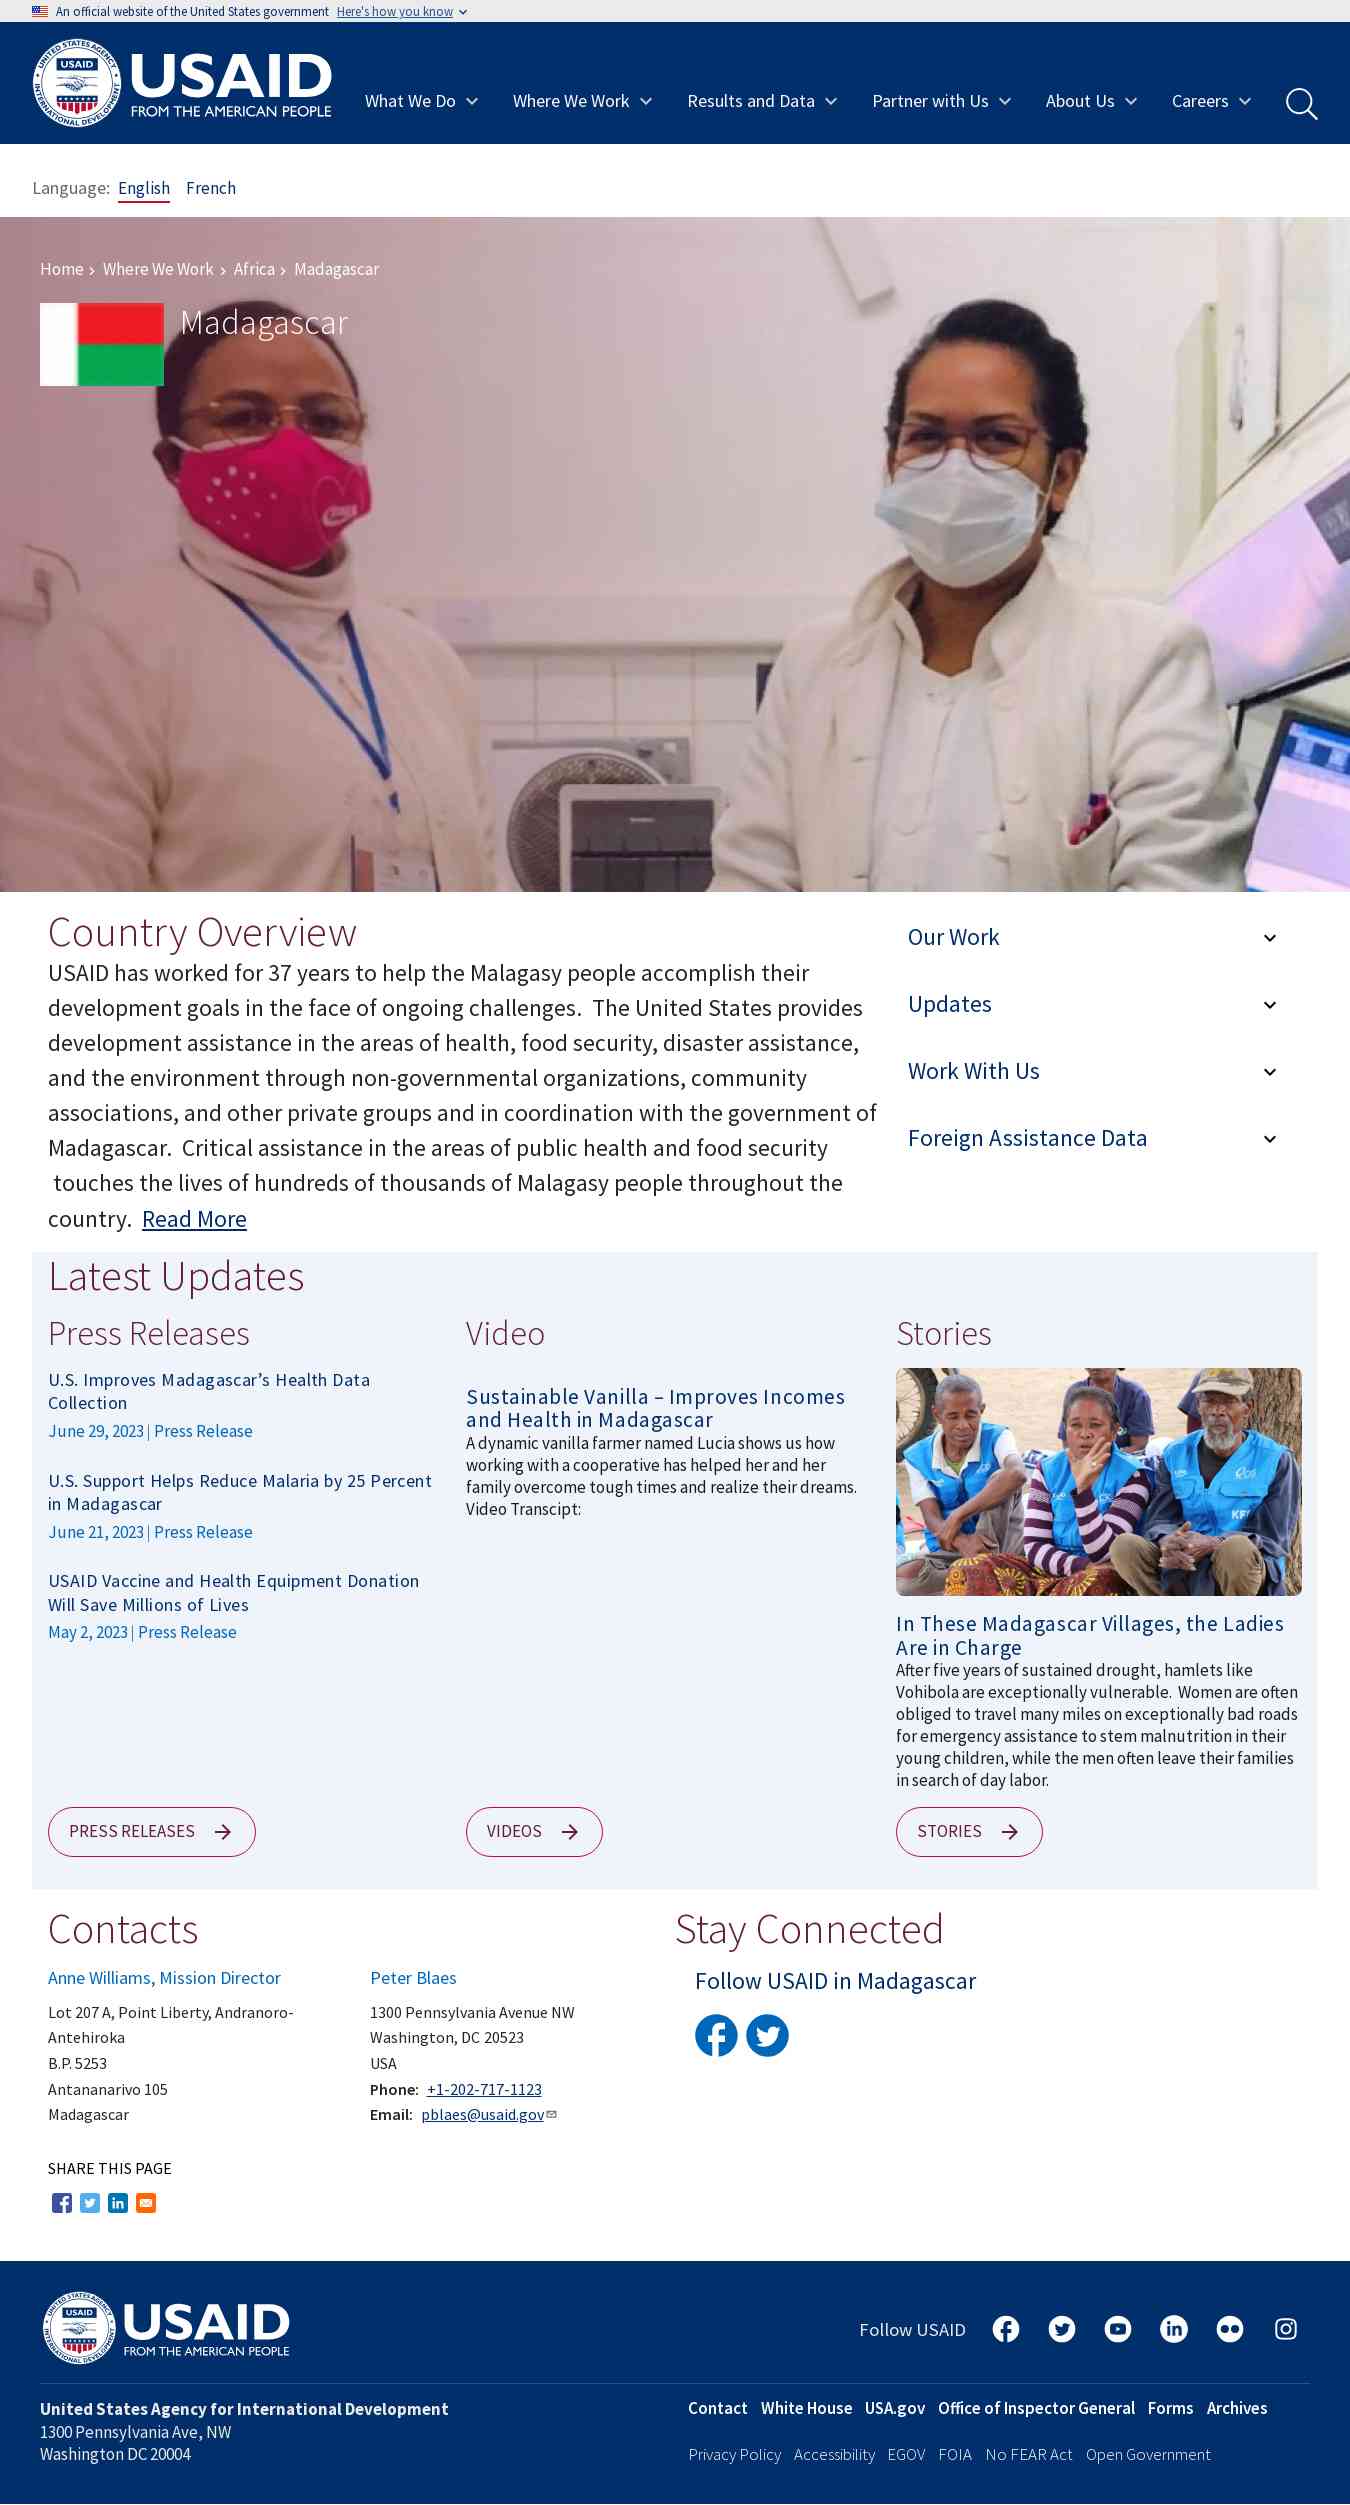 An official website of the United States government Here's how you know
USAID
FROM THE AMERICAN PEOPLE
What We Do
Where We Work
Results and Data
Partner with Us
About Us
Careers
Language: English French
Home > Where We Work > Africa > Madagascar
Madagascar
Country Overview
USAID has worked for 37 years to help the Malagasy people accomplish their
development goals in the face of ongoing challenges.  The United States provides
development assistance in the areas of health, food security, disaster assistance,
and the environment through non-governmental organizations, community
associations, and other private groups and in coordination with the government of
Madagascar.  Critical assistance in the areas of public health and food security
touches the lives of hundreds of thousands of Malagasy people throughout the
country.  Read More
Our Work
Updates
Work With Us
Foreign Assistance Data
Latest Updates
Press Releases
U.S. Improves Madagascar’s Health Data
Collection
June 29, 2023 | Press Release
U.S. Support Helps Reduce Malaria by 25 Percent
in Madagascar
June 21, 2023 | Press Release
USAID Vaccine and Health Equipment Donation
Will Save Millions of Lives
May 2, 2023 | Press Release
PRESS RELEASES
Video
Sustainable Vanilla – Improves Incomes
and Health in Madagascar
A dynamic vanilla farmer named Lucia shows us how
working with a cooperative has helped her and her
family overcome tough times and realize their dreams.
Video Transcipt:
VIDEOS
Stories
In These Madagascar Villages, the Ladies
Are in Charge
After five years of sustained drought, hamlets like
Vohibola are exceptionally vulnerable.  Women are often
obliged to travel many miles on exceptionally bad roads
for emergency assistance to stem malnutrition in their
young children, while the men often leave their families
in search of day labor.
STORIES
Contacts
Anne Williams, Mission Director
Lot 207 A, Point Liberty, Andranoro-
Antehiroka
B.P. 5253
Antananarivo 105
Madagascar
Peter Blaes
1300 Pennsylvania Avenue NW
Washington, DC 20523
USA
Phone: +1-202-717-1123
Email: pblaes@usaid.gov
Stay Connected
Follow USAID in Madagascar
SHARE THIS PAGE
USAID
FROM THE AMERICAN PEOPLE
Follow USAID
United States Agency for International Development
1300 Pennsylvania Ave, NW
Washington DC 20004
Contact White House USA.gov Office of Inspector General Forms Archives
Privacy Policy Accessibility EGOV FOIA No FEAR Act Open Government